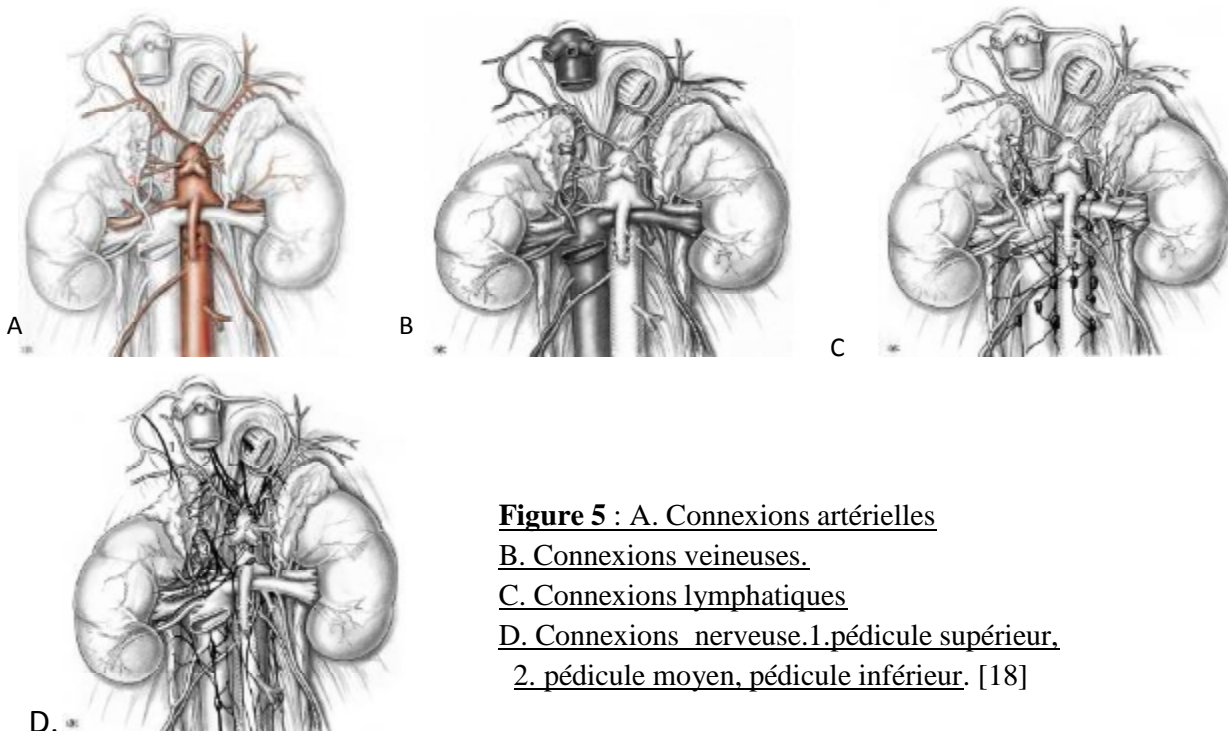 A
B
C
D.
Figure 5 : A. Connexions artérielles
B. Connexions veineuses.
C. Connexions lymphatiques
D. Connexions nerveuse.1.pédicule supérieur,
2. pédicule moyen, pédicule inférieur. [18]